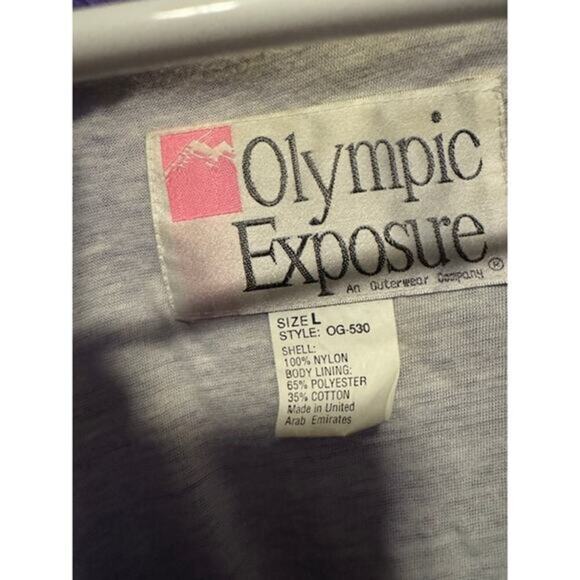 Olympic
Exposure
An Outerwear Company ®
SIZE L
STYLE: OG-530
SHELL:
100% NYLON
BODY LINING:
65% POLYESTER
35% COTTON
Made in United
Arab Emirates